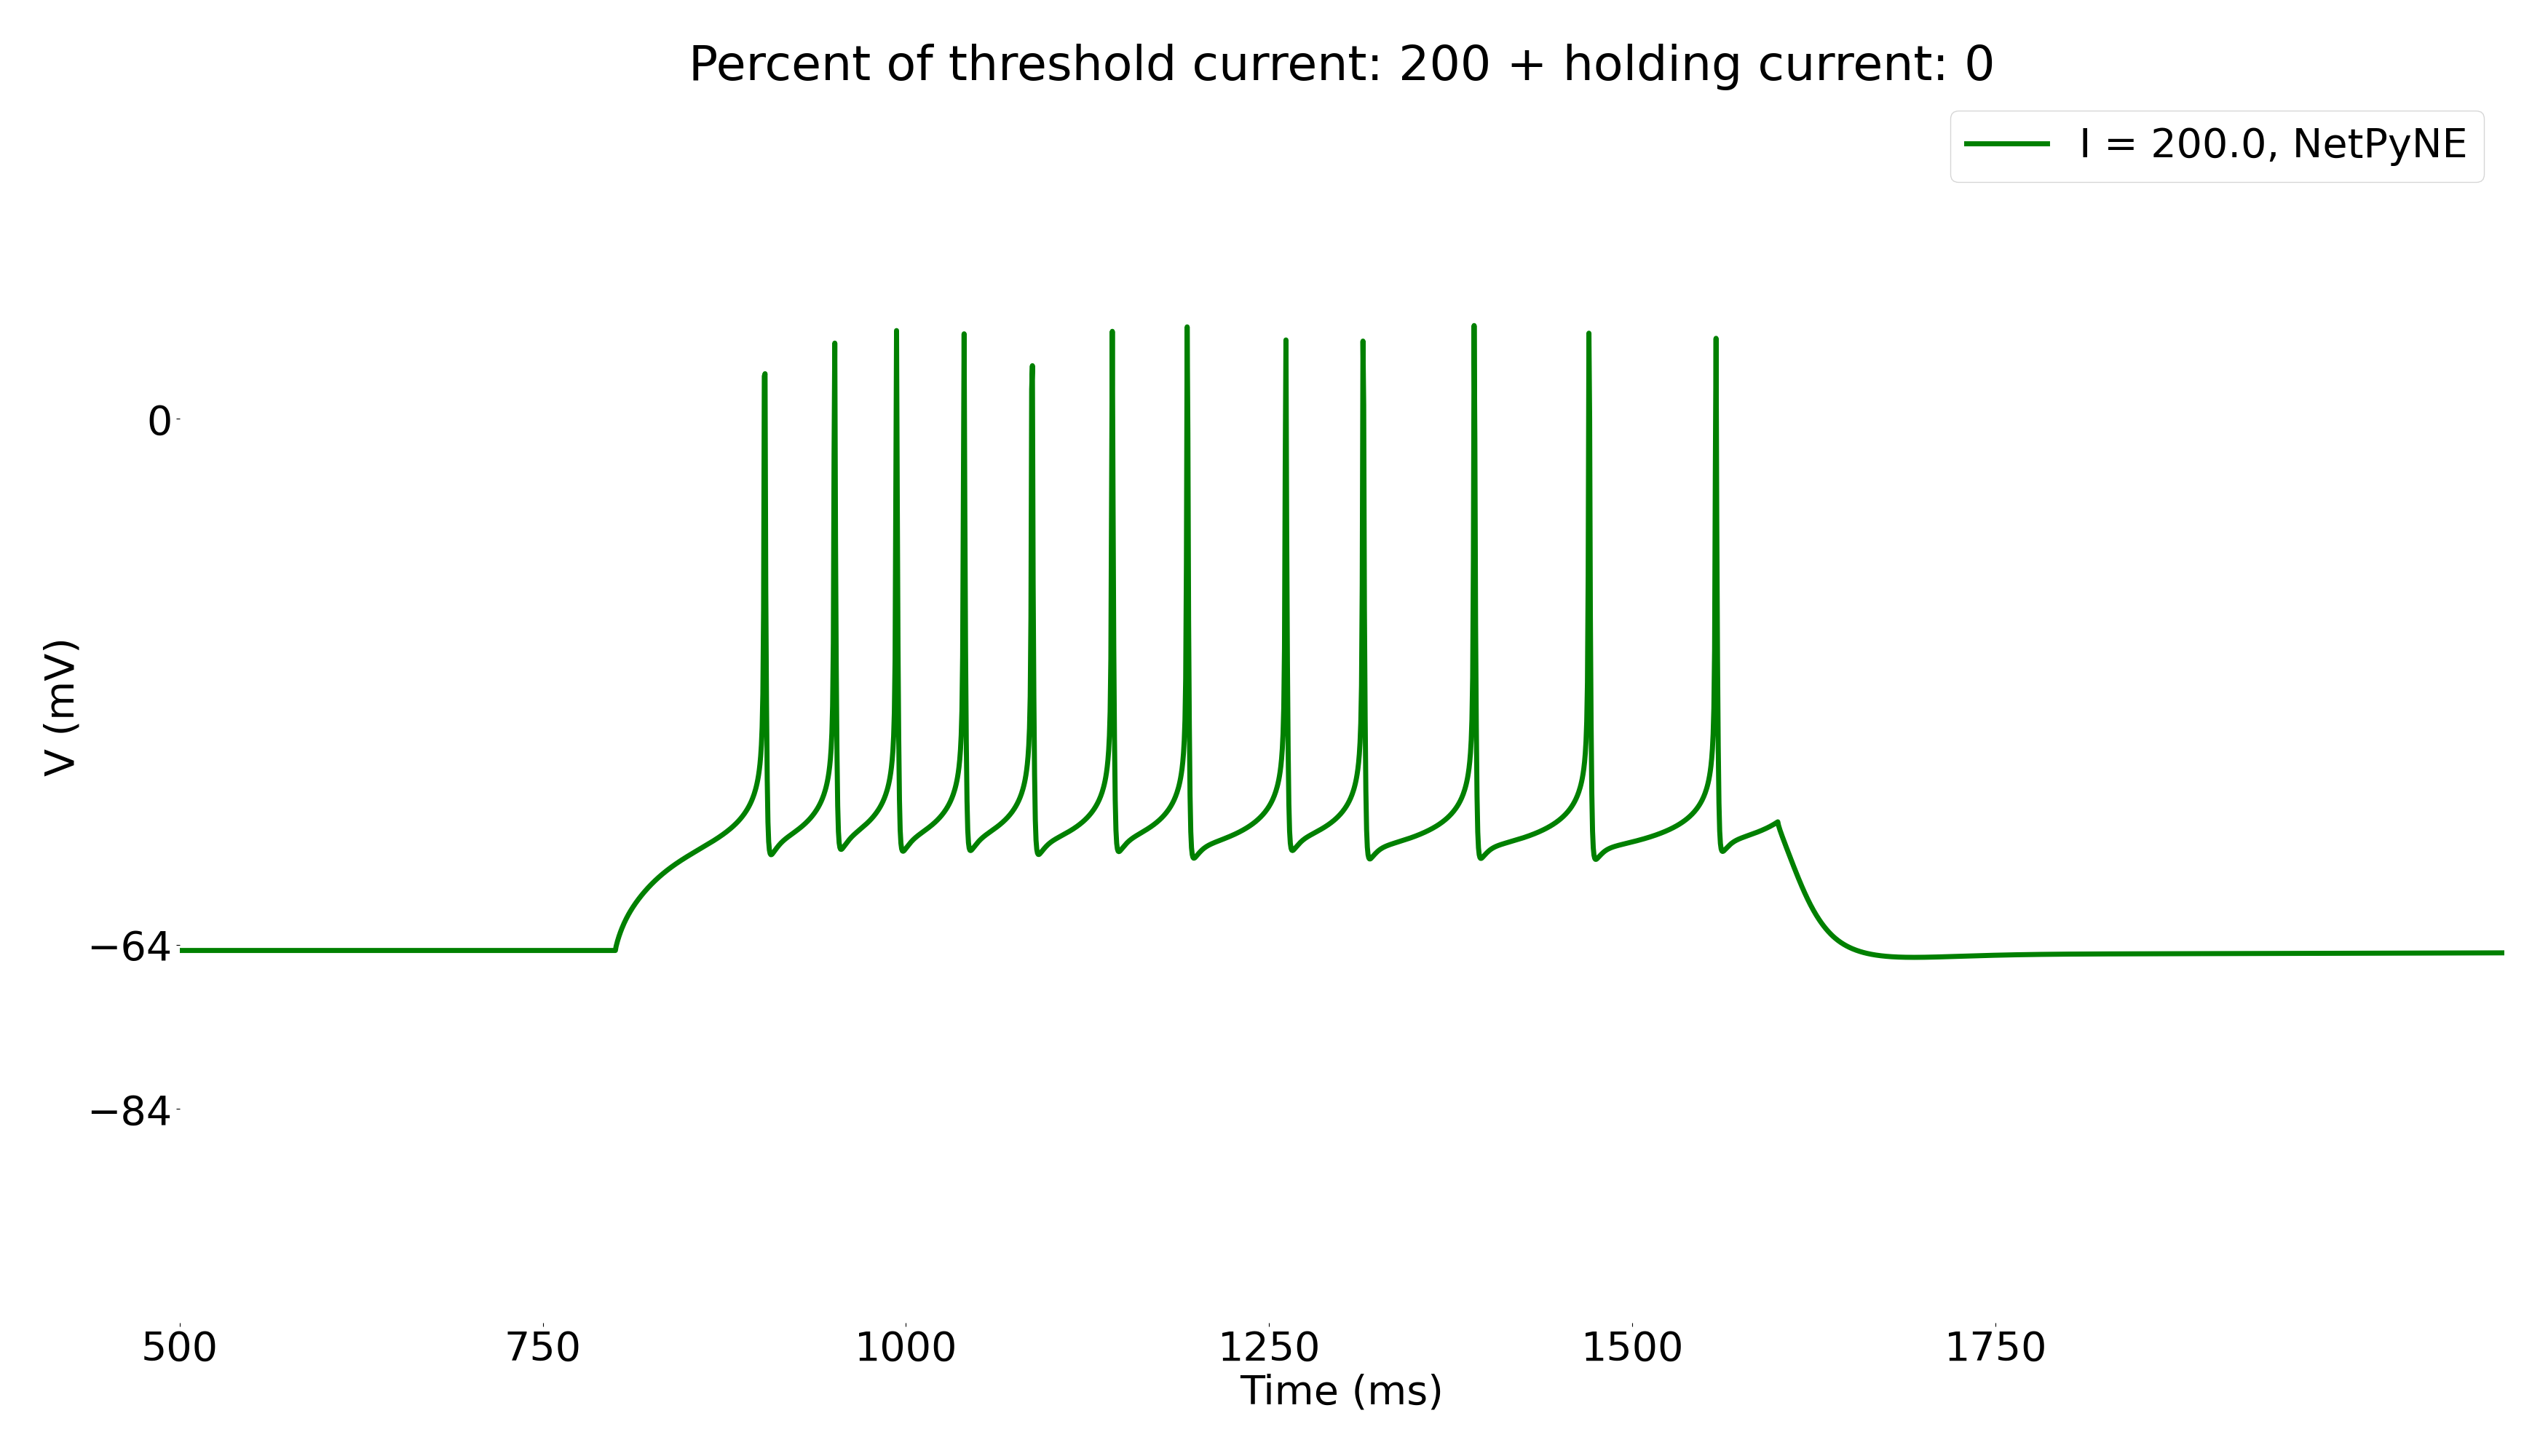 Percent of threshold current: 200 + holding current: 0
I = 200.0, NetPyNE
0
V (mV)
−64
−84
500 750 1000 1250 1500 1750
Time (ms)